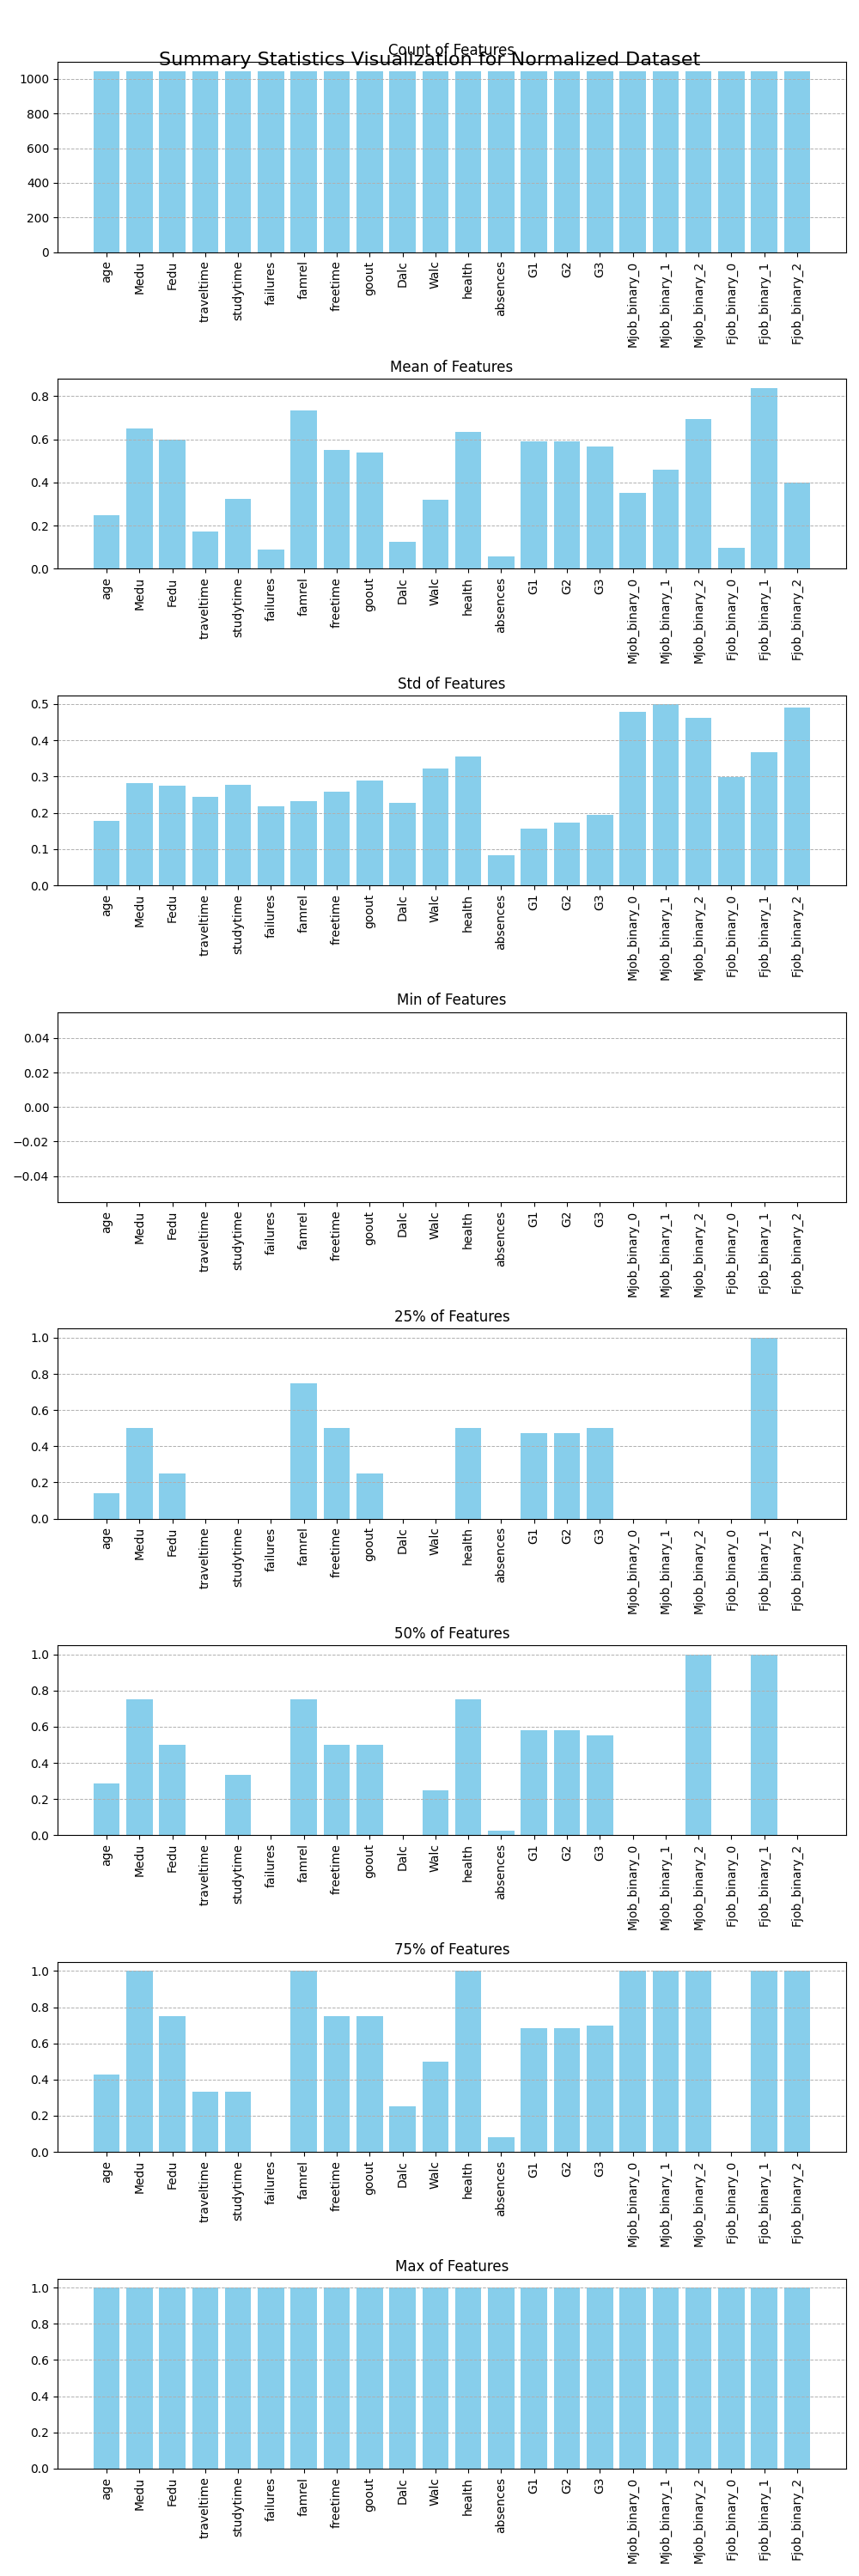 Count of Features
Summary Statistics Visualization for Normalized Dataset
1000
800
600
400
200
0
age Medu Fedu traveltime studytime failures famrel freetime goout Dalc Walc health absences G1 G2 G3 Mjob_binary_0 Mjob_binary_1 Mjob_binary_2 Fjob_binary_0 Fjob_binary_1 Fjob_binary_2
Mean of Features
0.8
0.6
0.4
0.2
0.0
age Medu Fedu traveltime studytime failures famrel freetime goout Dalc Walc health absences G1 G2 G3 Mjob_binary_0 Mjob_binary_1 Mjob_binary_2 Fjob_binary_0 Fjob_binary_1 Fjob_binary_2
Std of Features
0.5
0.4
0.3
0.2
0.1
0.0
age Medu Fedu traveltime studytime failures famrel freetime goout Dalc Walc health absences G1 G2 G3 Mjob_binary_0 Mjob_binary_1 Mjob_binary_2 Fjob_binary_0 Fjob_binary_1 Fjob_binary_2
Min of Features
0.04
0.02
0.00
−0.02
−0.04
age Medu Fedu traveltime studytime failures famrel freetime goout Dalc Walc health absences G1 G2 G3 Mjob_binary_0 Mjob_binary_1 Mjob_binary_2 Fjob_binary_0 Fjob_binary_1 Fjob_binary_2
25% of Features
1.0
0.8
0.6
0.4
0.2
0.0
age Medu Fedu traveltime studytime failures famrel freetime goout Dalc Walc health absences G1 G2 G3 Mjob_binary_0 Mjob_binary_1 Mjob_binary_2 Fjob_binary_0 Fjob_binary_1 Fjob_binary_2
50% of Features
1.0
0.8
0.6
0.4
0.2
0.0
age Medu Fedu traveltime studytime failures famrel freetime goout Dalc Walc health absences G1 G2 G3 Mjob_binary_0 Mjob_binary_1 Mjob_binary_2 Fjob_binary_0 Fjob_binary_1 Fjob_binary_2
75% of Features
1.0
0.8
0.6
0.4
0.2
0.0
age Medu Fedu traveltime studytime failures famrel freetime goout Dalc Walc health absences G1 G2 G3 Mjob_binary_0 Mjob_binary_1 Mjob_binary_2 Fjob_binary_0 Fjob_binary_1 Fjob_binary_2
Max of Features
1.0
0.8
0.6
0.4
0.2
0.0
age Medu Fedu traveltime studytime failures famrel freetime goout Dalc Walc health absences G1 G2 G3 Mjob_binary_0 Mjob_binary_1 Mjob_binary_2 Fjob_binary_0 Fjob_binary_1 Fjob_binary_2